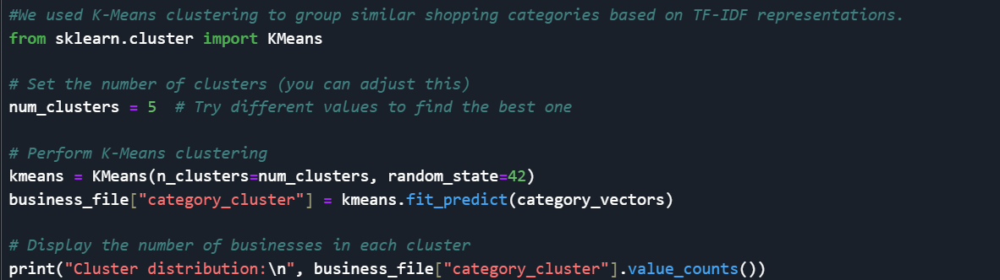 #We used K-Means clustering to group similar shopping categories based on TF-IDF representations.
from sklearn.cluster import KMeans
# Set the number of clusters (you can adjust this)
num_clusters = 5  # Try different values to find the best one
# Perform K-Means clustering
kmeans = KMeans(n_clusters=num_clusters, random_state=42)
business_file["category_cluster"] = kmeans.fit_predict(category_vectors)
# Display the number of businesses in each cluster
print("Cluster distribution:\n", business_file["category_cluster"].value_counts())